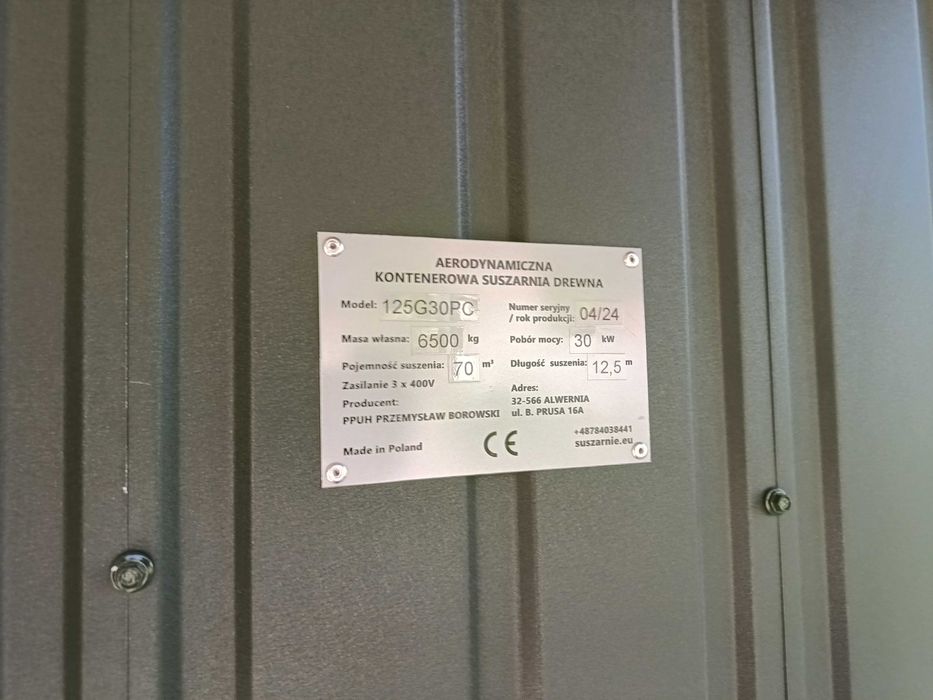 AERODYNAMICZNA
KONTENEROWA SUSZARNIA DREWNA
Model: 125G30PC
Numer seryjny
/ rok produkcji: 04/24
Masa własna: 6500 kg
Pobór mocy: 30 kW
Pojemność suszenia: 70 m³
Długość suszenia: 12,5 m
Zasilanie 3 x 400V
Producent:
PPUH PRZEMYSŁAW BOROWSKI
Adres:
32-566 ALWERNIA
ul. B. PRUSA 16A
Made in Poland
CE
+48784038441
suszarnie.eu